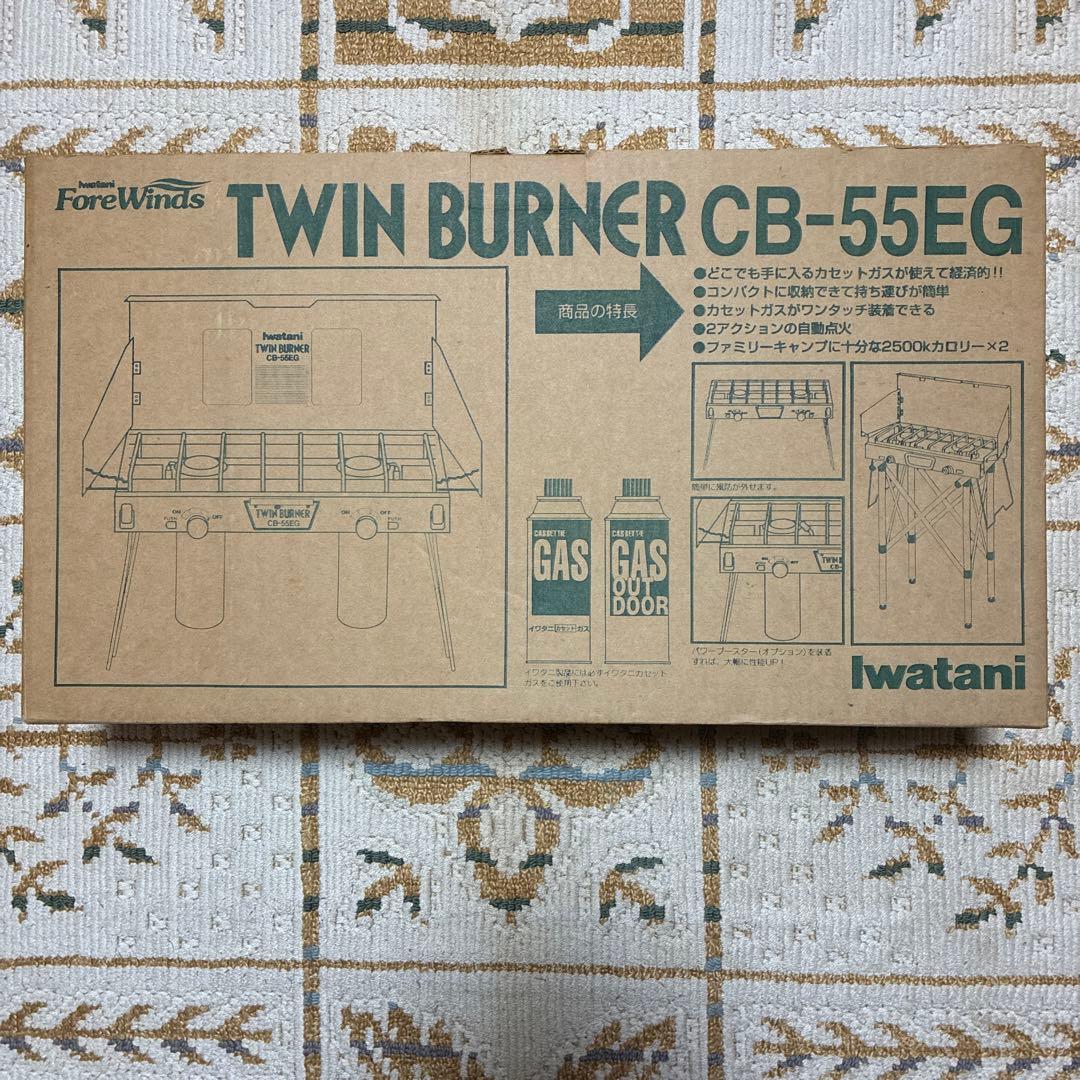 Iwatani
ForeWinds
TWIN BURNER CB-55EG
商品の特長
●どこでも手に入るカセットガスが使えて経済的!!
●コンパクトに収納できて持ち運びが簡単
●カセットガスがワンタッチ装着できる
●2アクションの自動点火
●ファミリーキャンプに十分な2500kカロリー×2
Iwatani
TWIN BURNER
CB-55EG
ON
OFF
PUSH
TWIN BURNER
CB-55EG
ON
OFF
PUSH
CASSETTE
GAS
イワタニカセットガス
CASSETTE
GAS
OUT
DOOR
イワタニ製品には必ずイワタニカセット
ガスをご使用下さい。
簡単に風防が外せます。
TWIN
CB-
パワーブースター(オプション)を装着
すれば、大幅に性能UP!
Iwatani